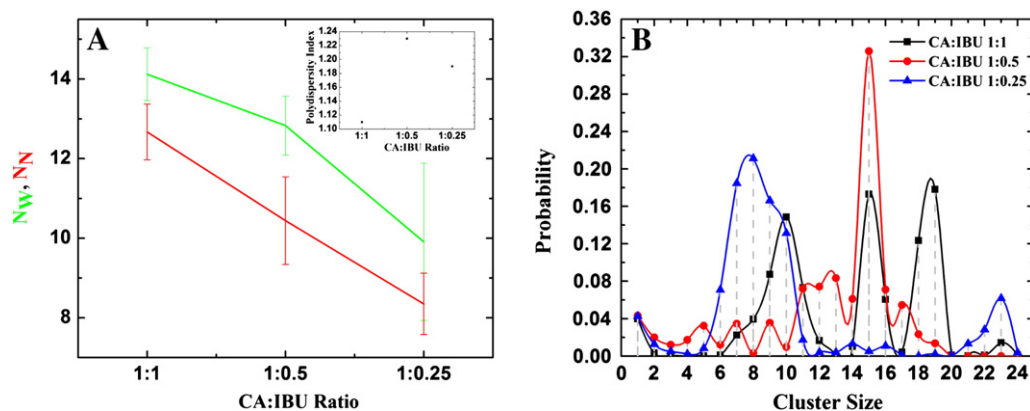 A
N_W, N_N
14
12
10
8
1:1 1:0.5 1:0.25
CA:IBU Ratio
Polydispersity Index
1.24
1.22
1.20
1.18
1.16
1.14
1.12
1.10
1:1 1:0.5 1:0.25
CA:IBU Ratio
B
CA:IBU 1:1
CA:IBU 1:0.5
CA:IBU 1:0.25
Probability
0.36
0.32
0.28
0.24
0.20
0.16
0.12
0.08
0.04
0.00
0 2 4 6 8 10 12 14 16 18 20 22 24
Cluster Size